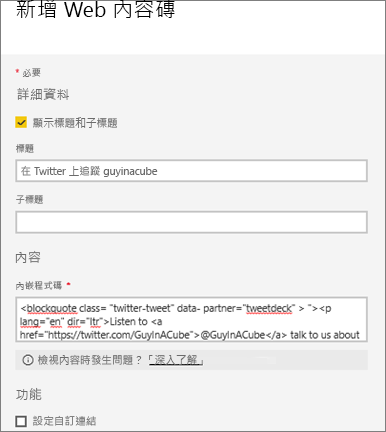 新增 Web 內容磚
* 必要
詳細資料
顯示標題和子標題
標題
在 Twitter 上追蹤 guyinacube
子標題
內容
內嵌程式碼 *
<blockquote class= "twitter-tweet" data- partner="tweetdeck" > "><p
lang="en" dir="ltr">Listen to <a
href="https://twitter.com/GuyInACube">@GuyInACube</a> talk to us about
檢視內容時發生問題？「深入了解」
功能
設定自訂連結